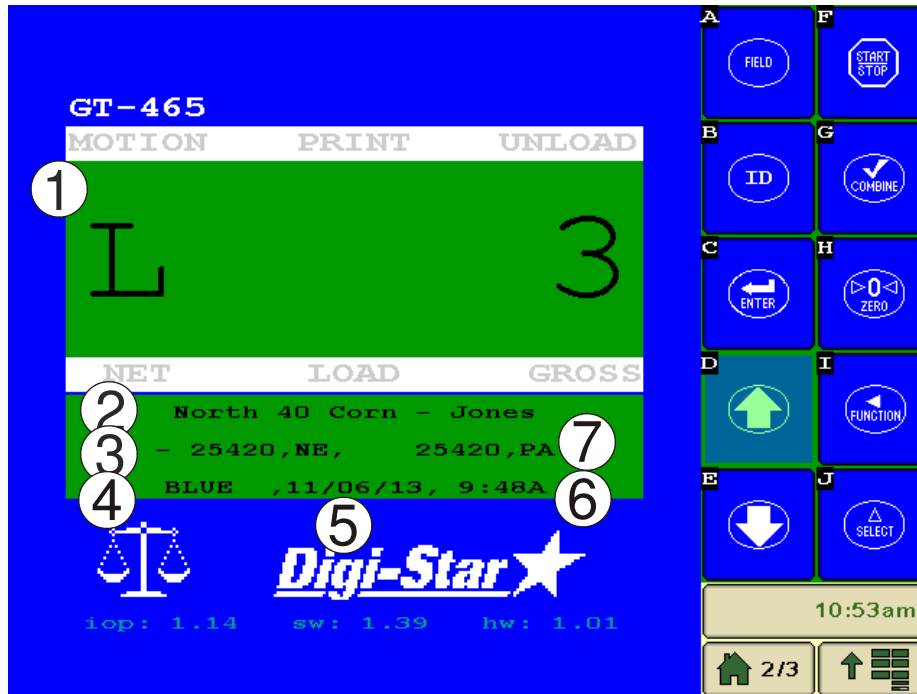 GT-465
MOTION PRINT UNLOAD
1
L 3
NET LOAD GROSS
2 North 40 Corn - Jones
3 - 25420,NE, 25420,PA 7
4 BLUE ,11/06/13, 9:48A 6
5
Digi-Star
iop: 1.14 sw: 1.39 hw: 1.01
A
FIELD
F
START
STOP
B
ID
G
COMBINE
C
ENTER
H
0
ZERO
D
I
FUNCTION
E
J
SELECT
10:53am
2/3